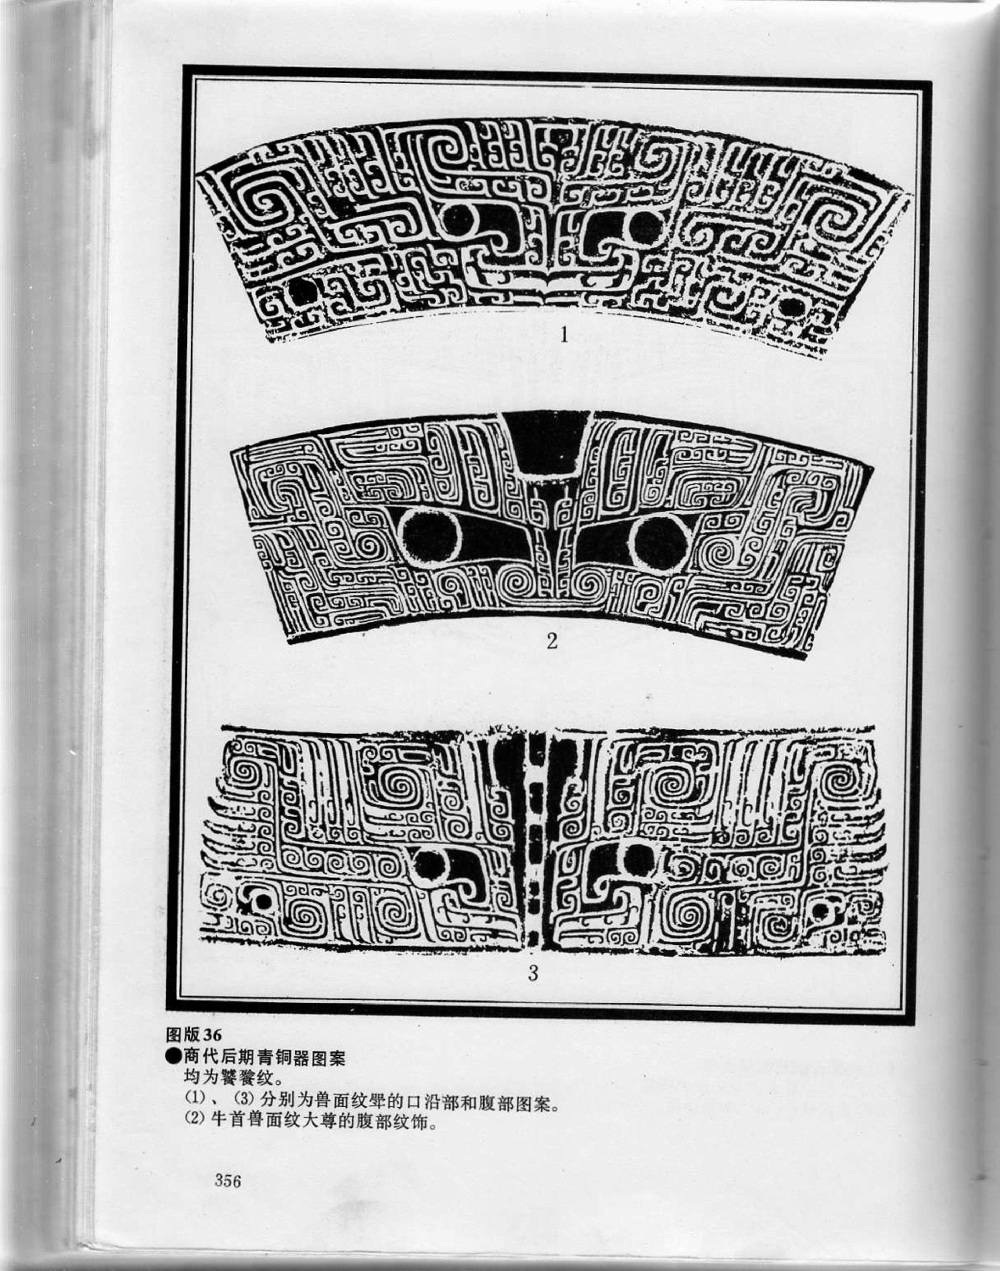 1
2
3
图版36
●商代后期青铜器图案
均为饕餮纹。
(1)、(3)分别为兽面纹斝的口沿部和腹部图案。
(2)牛首兽面纹大尊的腹部纹饰。
356